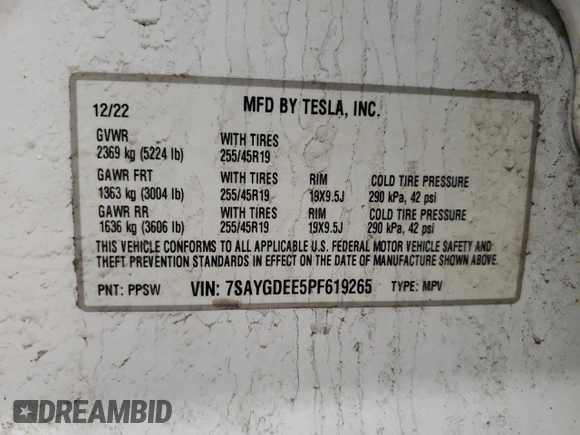 12/22 MFD BY TESLA, INC.
GVWR WITH TIRES
2369 kg (5224 lb) 255/45R19
GAWR FRT WITH TIRES RIM COLD TIRE PRESSURE
1363 kg (3004 lb) 255/45R19 19X9.5J 290 kPa, 42 psi
GAWR RR WITH TIRES RIM COLD TIRE PRESSURE
1636 kg (3606 lb) 255/45R19 19X9.5J 290 kPa, 42 psi
THIS VEHICLE CONFORMS TO ALL APPLICABLE U.S. FEDERAL MOTOR VEHICLE SAFETY AND
THEFT PREVENTION STANDARDS IN EFFECT ON THE DATE OF MANUFACTURE SHOWN ABOVE.
PNT: PPSW VIN: 7SAYGDEE5PF619265 TYPE: MPV
DREAMBID